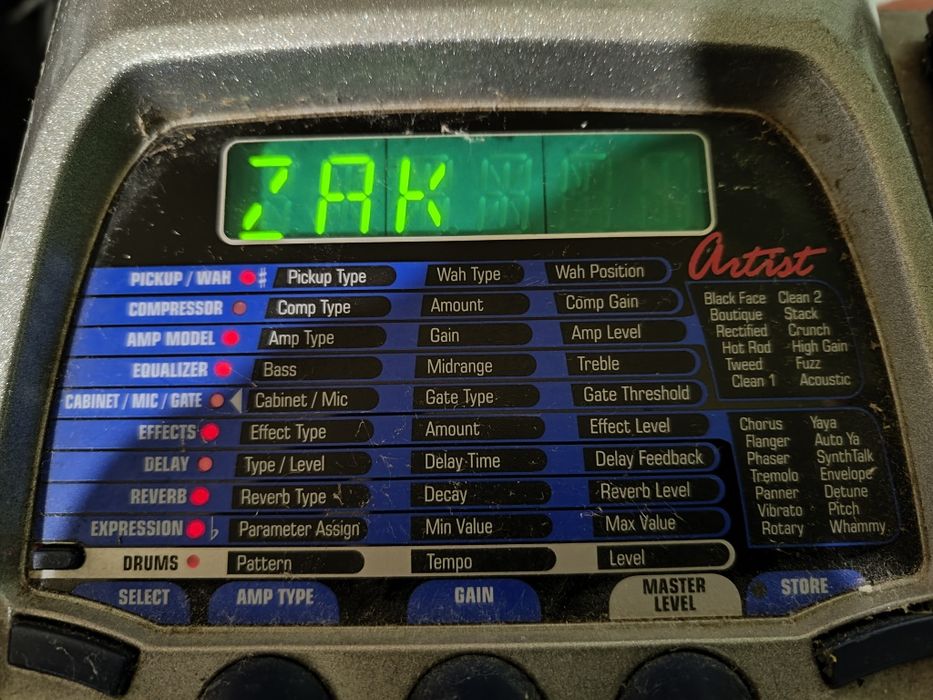 ZAK
Artist
PICKUP / WAH ♯ Pickup Type Wah Type Wah Position
COMPRESSOR Comp Type Amount Comp Gain
AMP MODEL Amp Type Gain Amp Level
EQUALIZER Bass Midrange Treble
CABINET / MIC / GATE Cabinet / Mic Gate Type Gate Threshold
EFFECTS Effect Type Amount Effect Level
DELAY Type / Level Delay Time Delay Feedback
REVERB Reverb Type Decay Reverb Level
EXPRESSION ♭ Parameter Assign Min Value Max Value
DRUMS Pattern Tempo Level
Black Face Clean 2
Boutique Stack
Rectified Crunch
Hot Rod High Gain
Tweed Fuzz
Clean 1 Acoustic
Chorus Yaya
Flanger Auto Ya
Phaser SynthTalk
Tremolo Envelope
Panner Detune
Vibrato Pitch
Rotary Whammy
SELECT AMP TYPE GAIN MASTER LEVEL STORE